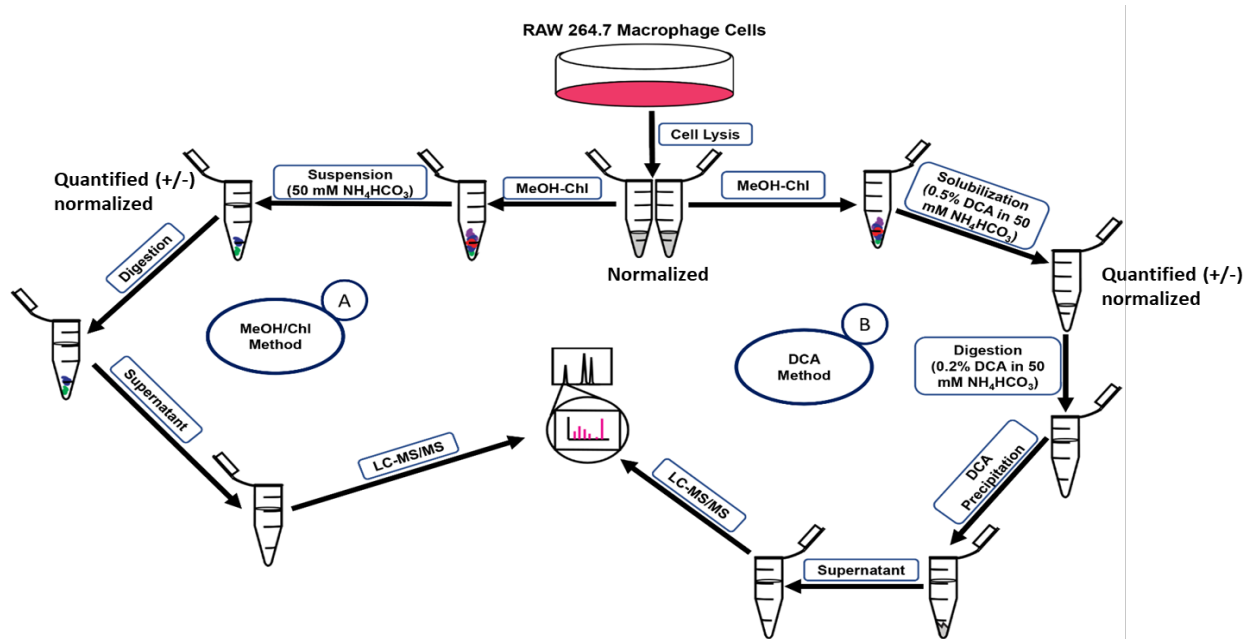 RAW 264.7 Macrophage Cells
Cell Lysis
Quantified (+/-)
normalized
Suspension
(50 mM NH₄HCO₃)
MeOH-Chl
MeOH-Chl
Solubilization
(0.5% DCA in 50
mM NH₄HCO₃)
Normalized
Quantified (+/-)
normalized
Digestion
A
MeOH/Chl
Method
B
DCA
Method
Digestion
(0.2% DCA in 50
mM NH₄HCO₃)
Supernatant
LC-MS/MS
LC-MS/MS
DCA
Precipitation
Supernatant